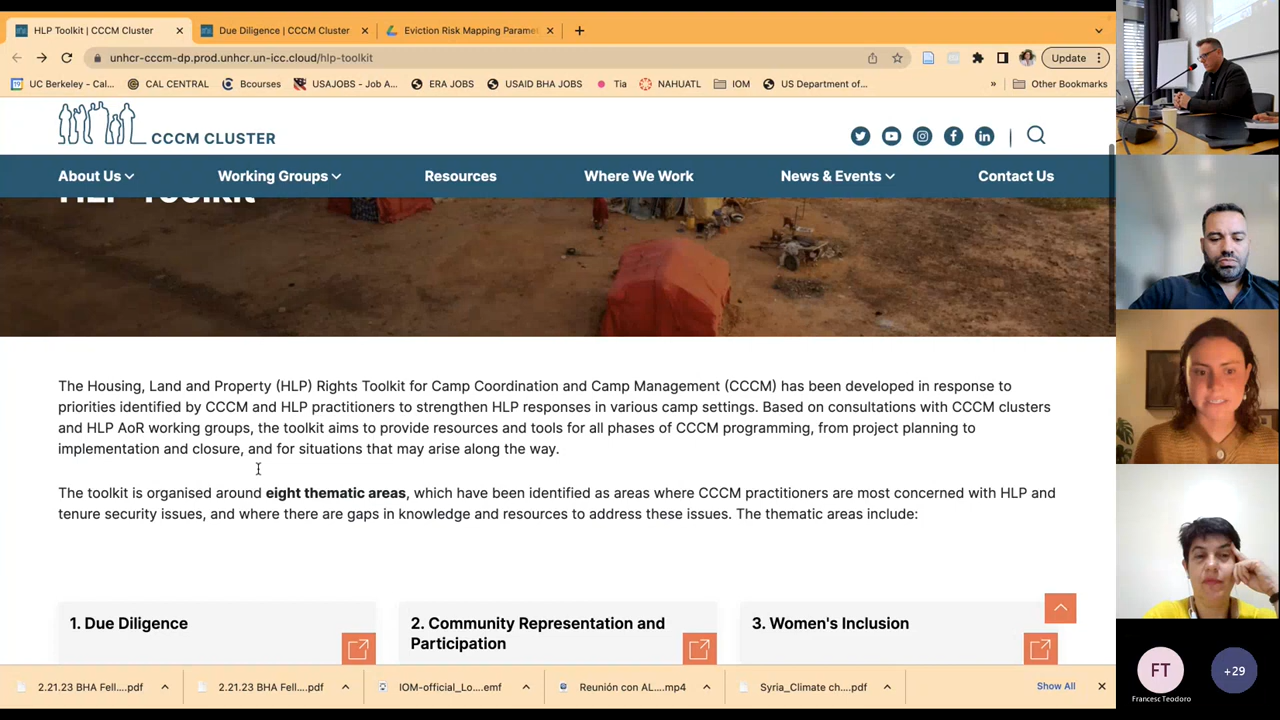 HLP Toolkit | CCCM Cluster
Due Diligence | CCCM Cluster
Eviction Risk Mapping Parame
unhcr-cccm-dp.prod.unhcr.un-icc.cloud/hlp-toolkit
Update
UC Berkeley - Cal...
CAL CENTRAL
Bcourses
USAJOBS - Job A...
ERA JOBS
USAID BHA JOBS
Tia
NAHUATL
IOM
US Department of...
»
Other Bookmarks
CCCM CLUSTER
About Us
Working Groups
Resources
Where We Work
News & Events
Contact Us
HLP Toolkit
The Housing, Land and Property (HLP) Rights Toolkit for Camp Coordination and Camp Management (CCCM) has been developed in response to
priorities identified by CCCM and HLP practitioners to strengthen HLP responses in various camp settings. Based on consultations with CCCM clusters
and HLP AoR working groups, the toolkit aims to provide resources and tools for all phases of CCCM programming, from project planning to
implementation and closure, and for situations that may arise along the way.
The toolkit is organised around eight thematic areas, which have been identified as areas where CCCM practitioners are most concerned with HLP and
tenure security issues, and where there are gaps in knowledge and resources to address these issues. The thematic areas include:
1. Due Diligence
2. Community Representation and
Participation
3. Women's Inclusion
2.21.23 BHA Fell....pdf
2.21.23 BHA Fell....pdf
IOM-official_Lo....emf
Reunión con AL....mp4
Syria_Climate ch....pdf
Show All
FT
Francesc Teodoro
+29